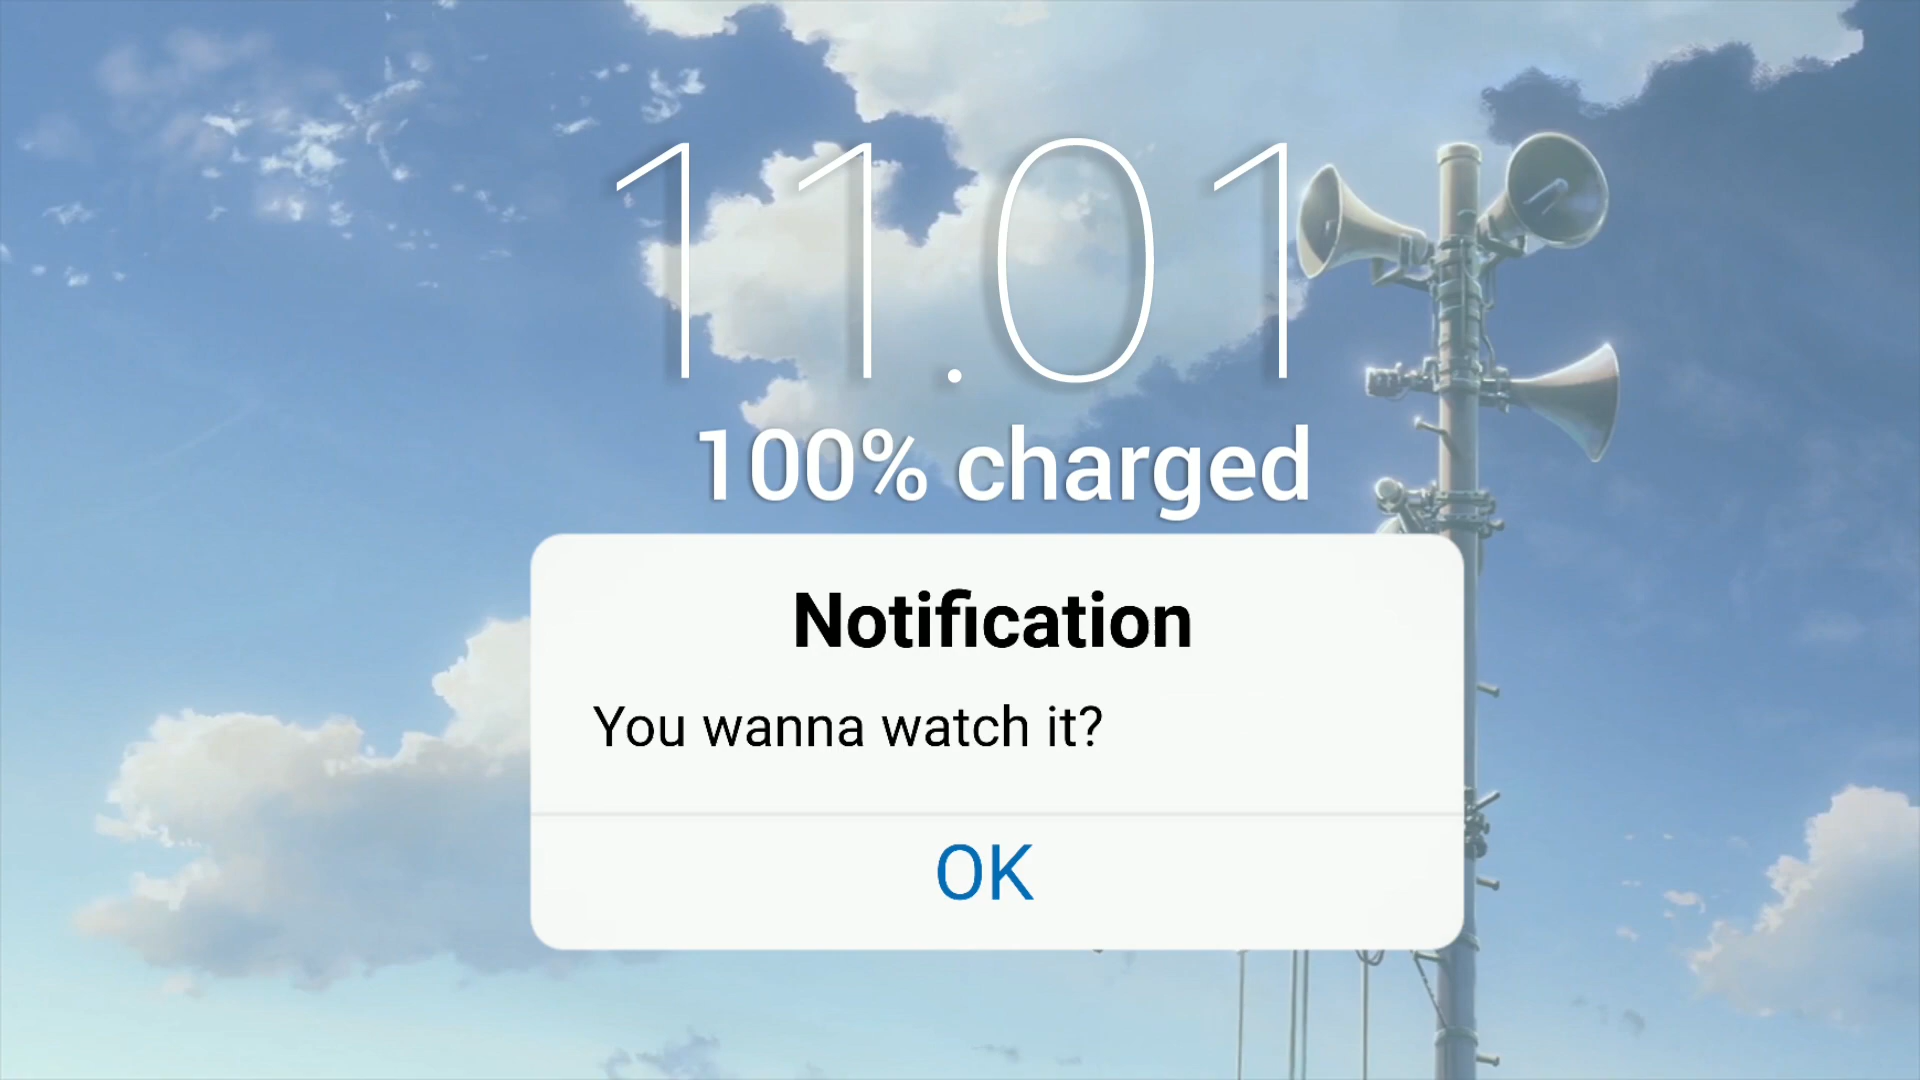 11.01
100% charged
Notification
You wanna watch it?
OK